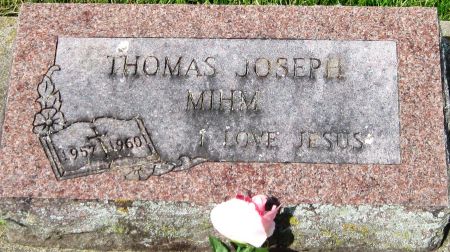 THOMAS JOSEPH
MIHM
1957 1960
I LOVE JESUS